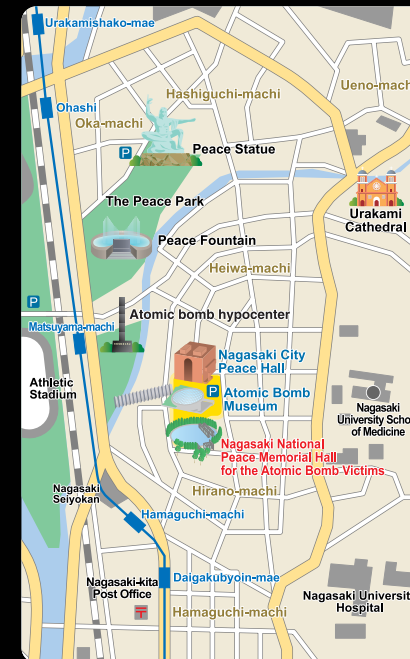 Urakamishako-mae
Ueno-mach
Hashiguchi-machi
Ohashi
Oka-machi
P
Peace Statue
The Peace Park
Urakami
Cathedral
Peace Fountain
Heiwa-machi
P
Atomic bomb hypocenter
Matsuyama-machi
Nagasaki City
Peace Hall
Athletic
Stadium
P
Atomic Bomb
Museum
Nagasaki
University Scho
of Medicine
Nagasaki National
Peace Memorial Hall
for the Atomic Bomb Victims
Nagasaki
Seiyokan
Hirano-machi
Hamaguchi-machi
Nagasaki-kita
Post Office
〒
Daigakubyoin-mae
Nagasaki Universit
Hospital
Hamaguchi-machi